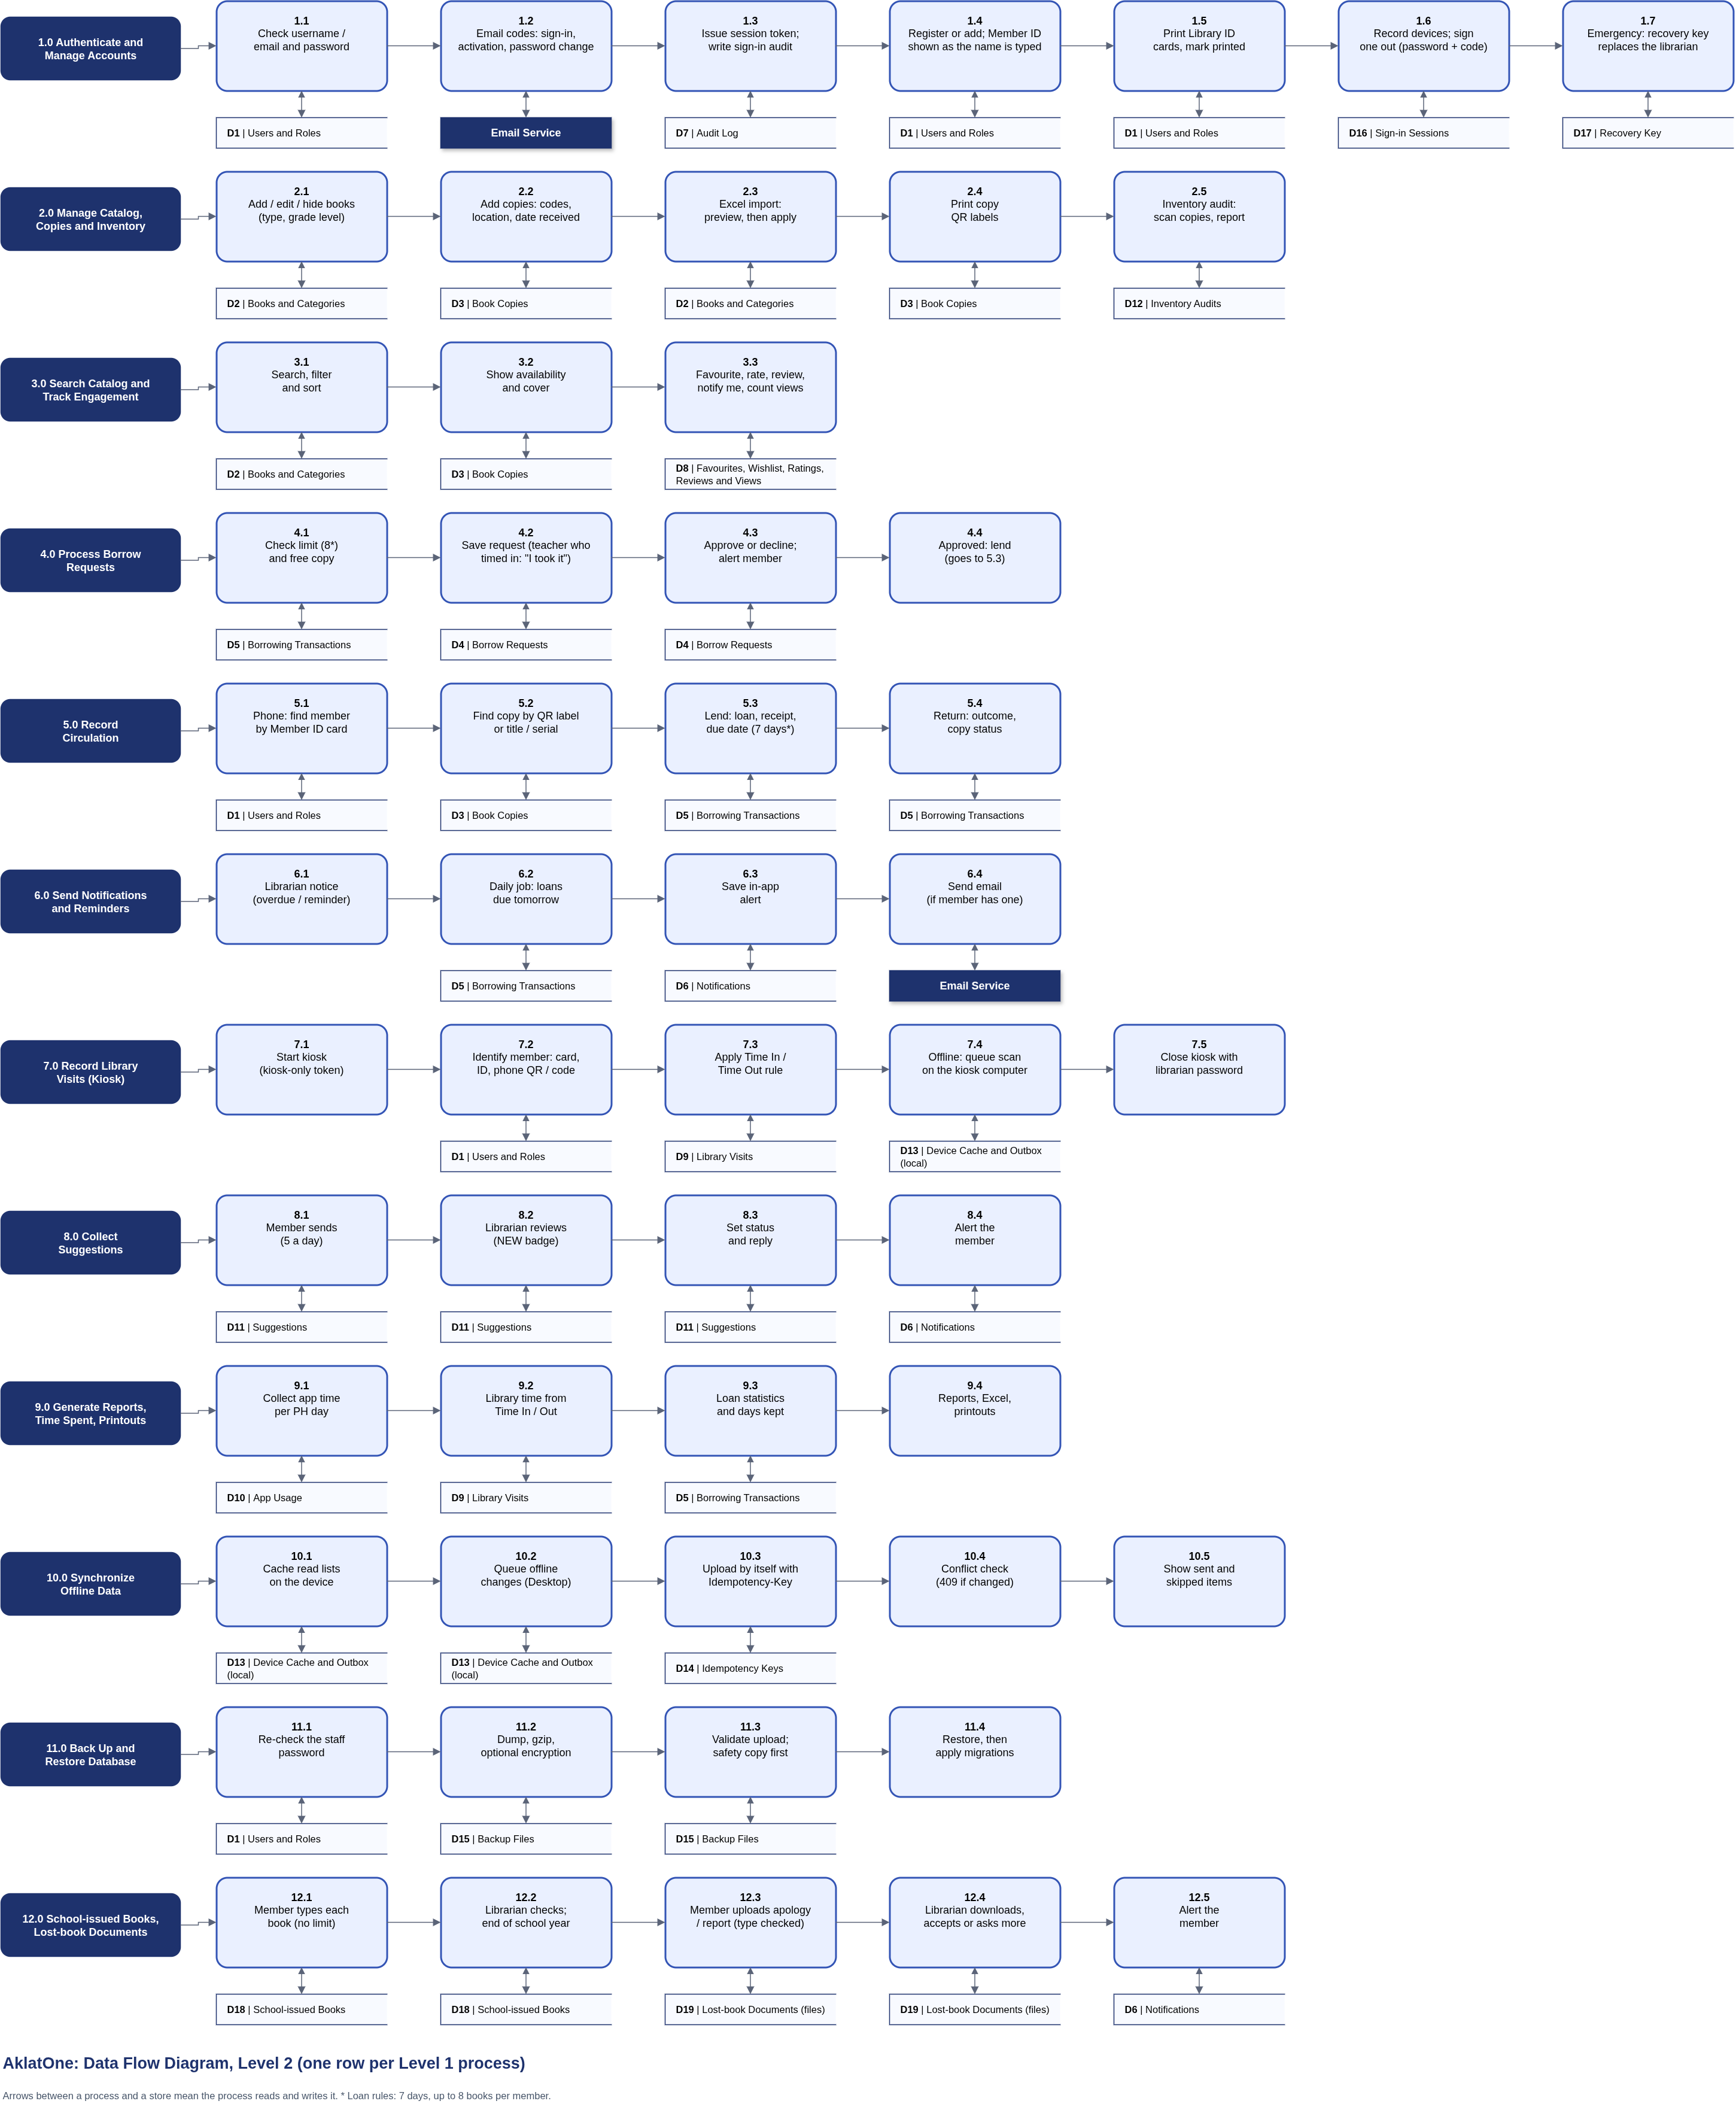 1.0 Authenticate and
Manage Accounts
1.1
Check username /
email and password
1.2
Email codes: sign-in,
activation, password change
1.3
Issue session token;
write sign-in audit
1.4
Register or add; Member ID
shown as the name is typed
1.5
Print Library ID
cards, mark printed
1.6
Record devices; sign
one out (password + code)
1.7
Emergency: recovery key
replaces the librarian
D1 | Users and Roles
Email Service
D7 | Audit Log
D1 | Users and Roles
D1 | Users and Roles
D16 | Sign-in Sessions
D17 | Recovery Key
2.0 Manage Catalog,
Copies and Inventory
2.1
Add / edit / hide books
(type, grade level)
2.2
Add copies: codes,
location, date received
2.3
Excel import:
preview, then apply
2.4
Print copy
QR labels
2.5
Inventory audit:
scan copies, report
D2 | Books and Categories
D3 | Book Copies
D2 | Books and Categories
D3 | Book Copies
D12 | Inventory Audits
3.0 Search Catalog and
Track Engagement
3.1
Search, filter
and sort
3.2
Show availability
and cover
3.3
Favourite, rate, review,
notify me, count views
D2 | Books and Categories
D3 | Book Copies
D8 | Favourites, Wishlist, Ratings,
Reviews and Views
4.0 Process Borrow
Requests
4.1
Check limit (8*)
and free copy
4.2
Save request (teacher who
timed in: "I took it")
4.3
Approve or decline;
alert member
4.4
Approved: lend
(goes to 5.3)
D5 | Borrowing Transactions
D4 | Borrow Requests
D4 | Borrow Requests
5.0 Record
Circulation
5.1
Phone: find member
by Member ID card
5.2
Find copy by QR label
or title / serial
5.3
Lend: loan, receipt,
due date (7 days*)
5.4
Return: outcome,
copy status
D1 | Users and Roles
D3 | Book Copies
D5 | Borrowing Transactions
D5 | Borrowing Transactions
6.0 Send Notifications
and Reminders
6.1
Librarian notice
(overdue / reminder)
6.2
Daily job: loans
due tomorrow
6.3
Save in-app
alert
6.4
Send email
(if member has one)
D5 | Borrowing Transactions
D6 | Notifications
Email Service
7.0 Record Library
Visits (Kiosk)
7.1
Start kiosk
(kiosk-only token)
7.2
Identify member: card,
ID, phone QR / code
7.3
Apply Time In /
Time Out rule
7.4
Offline: queue scan
on the kiosk computer
7.5
Close kiosk with
librarian password
D1 | Users and Roles
D9 | Library Visits
D13 | Device Cache and Outbox
(local)
8.0 Collect
Suggestions
8.1
Member sends
(5 a day)
8.2
Librarian reviews
(NEW badge)
8.3
Set status
and reply
8.4
Alert the
member
D11 | Suggestions
D11 | Suggestions
D11 | Suggestions
D6 | Notifications
9.0 Generate Reports,
Time Spent, Printouts
9.1
Collect app time
per PH day
9.2
Library time from
Time In / Out
9.3
Loan statistics
and days kept
9.4
Reports, Excel,
printouts
D10 | App Usage
D9 | Library Visits
D5 | Borrowing Transactions
10.0 Synchronize
Offline Data
10.1
Cache read lists
on the device
10.2
Queue offline
changes (Desktop)
10.3
Upload by itself with
Idempotency-Key
10.4
Conflict check
(409 if changed)
10.5
Show sent and
skipped items
D13 | Device Cache and Outbox
(local)
D13 | Device Cache and Outbox
(local)
D14 | Idempotency Keys
11.0 Back Up and
Restore Database
11.1
Re-check the staff
password
11.2
Dump, gzip,
optional encryption
11.3
Validate upload;
safety copy first
11.4
Restore, then
apply migrations
D1 | Users and Roles
D15 | Backup Files
D15 | Backup Files
12.0 School-issued Books,
Lost-book Documents
12.1
Member types each
book (no limit)
12.2
Librarian checks;
end of school year
12.3
Member uploads apology
/ report (type checked)
12.4
Librarian downloads,
accepts or asks more
12.5
Alert the
member
D18 | School-issued Books
D18 | School-issued Books
D19 | Lost-book Documents (files)
D19 | Lost-book Documents (files)
D6 | Notifications
AklatOne: Data Flow Diagram, Level 2 (one row per Level 1 process)
Arrows between a process and a store mean the process reads and writes it. * Loan rules: 7 days, up to 8 books per member.